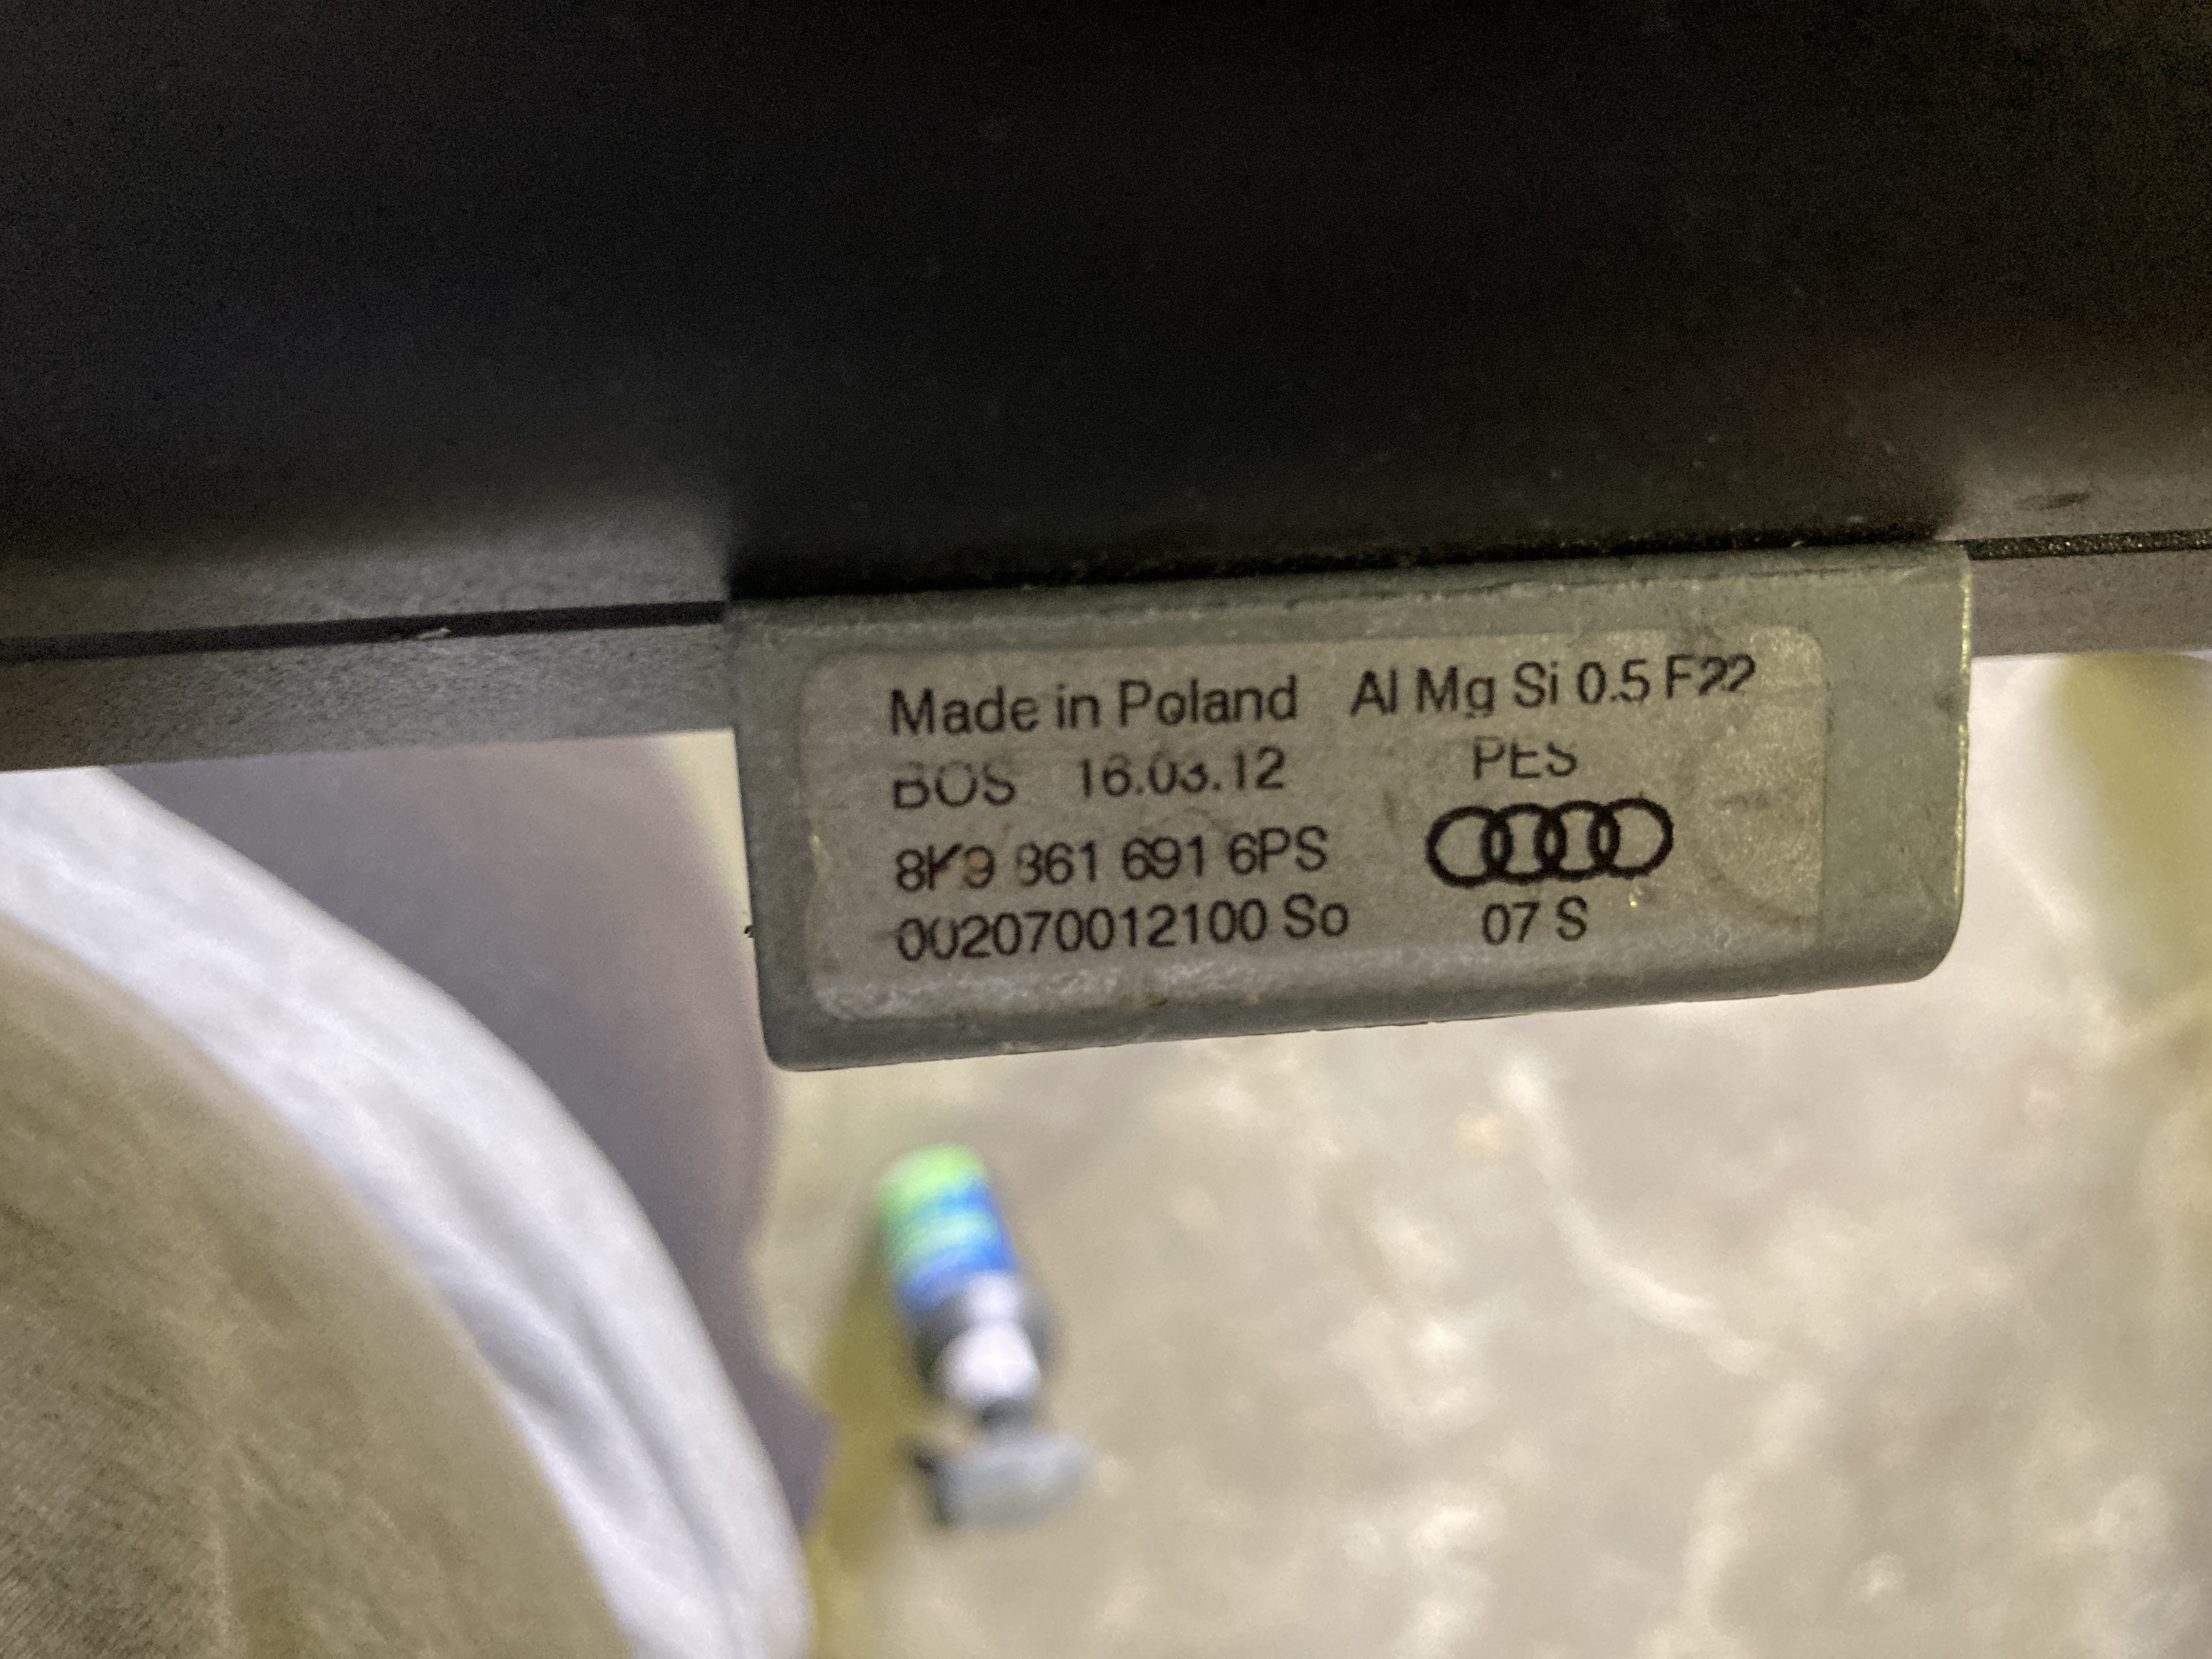 Made in Poland Al Mg Si 0.5 F22
BOS 16.03.12 PES
8K9 861 691 6PS
002070012100 So 07 S